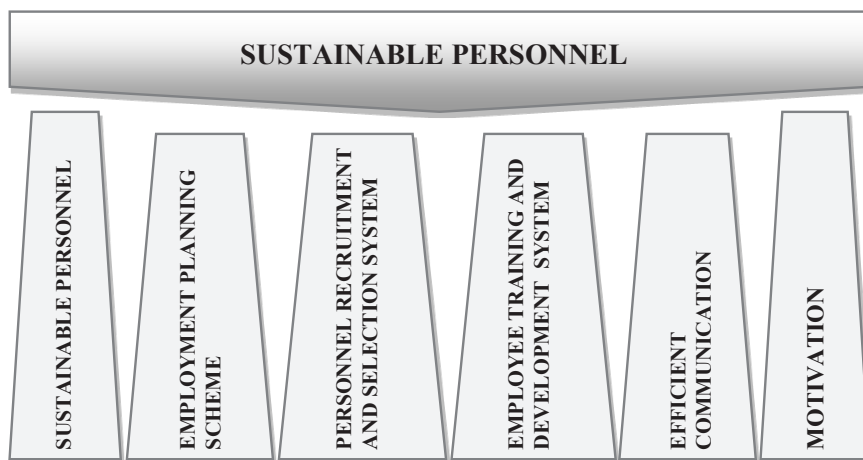 SUSTAINABLE PERSONNEL
SUSTAINABLE PERSONNEL
EMPLOYMENT PLANNING
SCHEME
PERSONNEL RECRUITMENT
AND SELECTION SYSTEM
EMPLOYEE TRAINING AND
DEVELOPMENT SYSTEM
EFFICIENT
COMMUNICATION
MOTIVATION